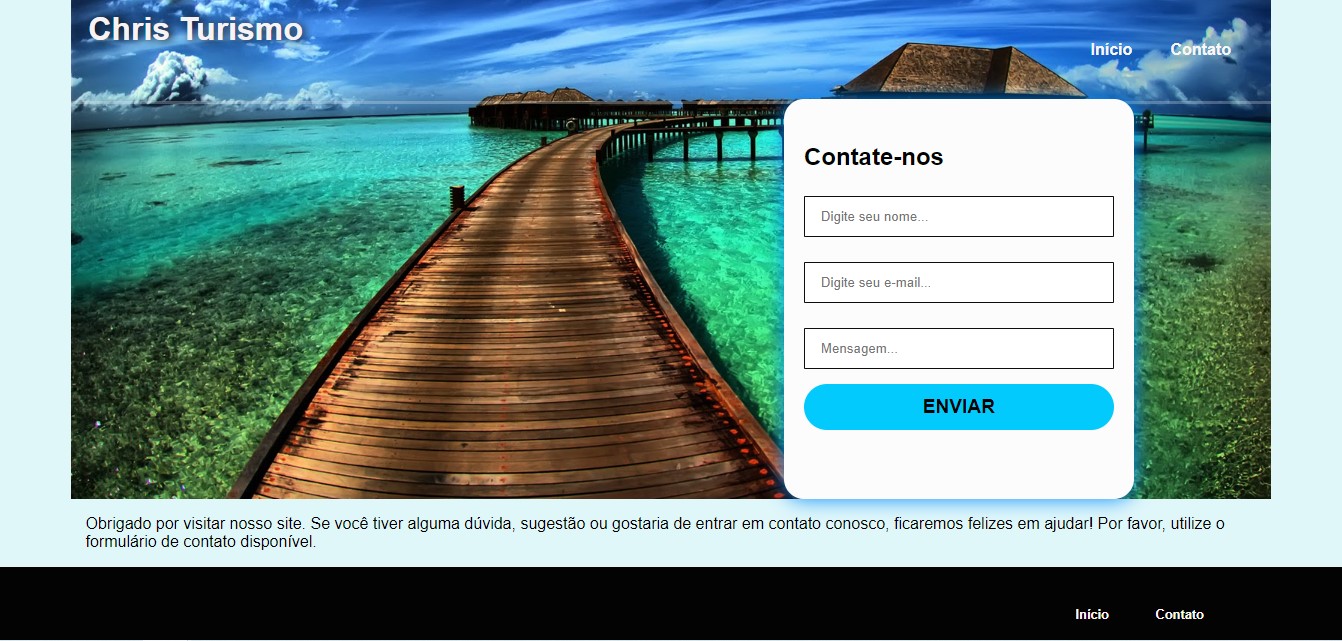 Chris Turismo
Início Contato
Contate-nos
Digite seu nome...
Digite seu e-mail...
Mensagem...
ENVIAR
Obrigado por visitar nosso site. Se você tiver alguma dúvida, sugestão ou gostaria de entrar em contato conosco, ficaremos felizes em ajudar! Por favor, utilize o
formulário de contato disponível.
Início Contato